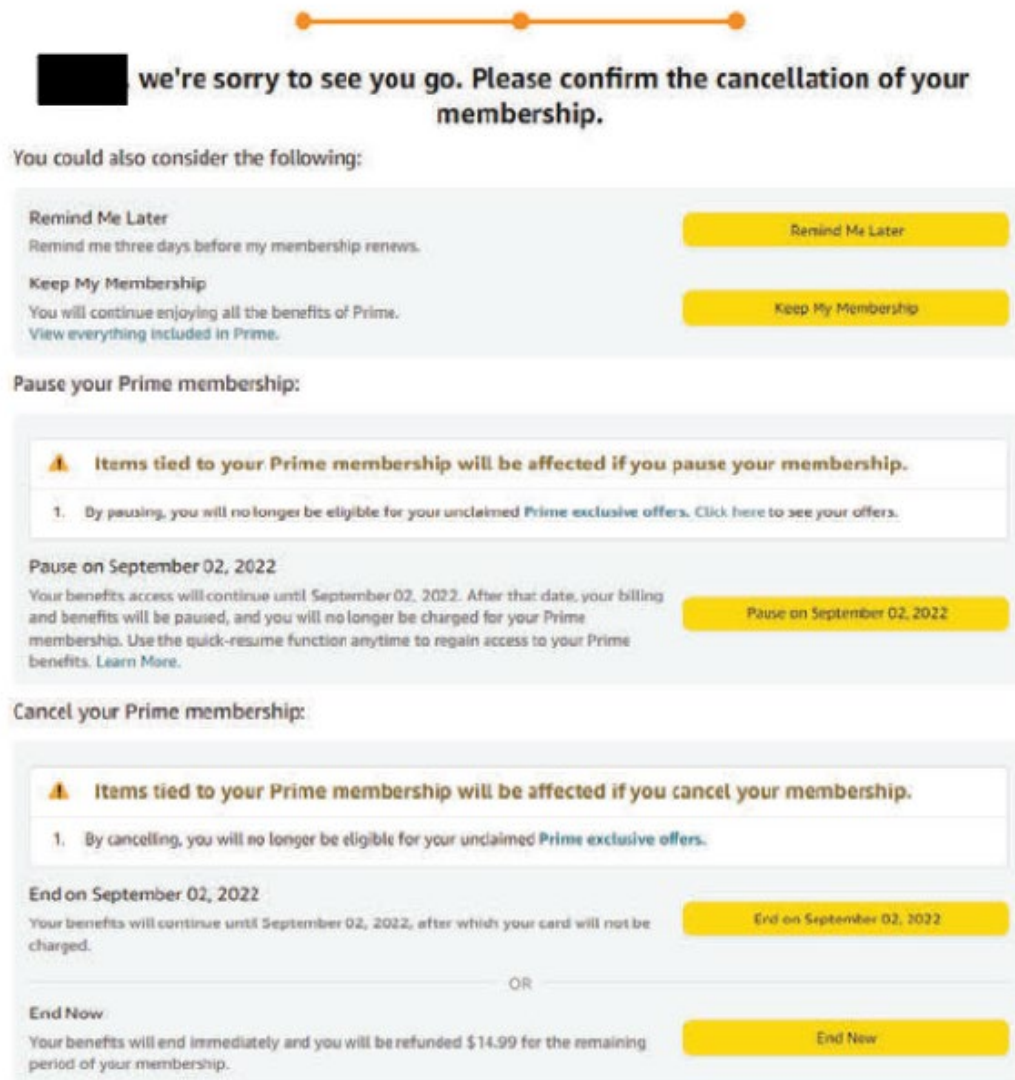 we're sorry to see you go. Please confirm the cancellation of your
membership.
You could also consider the following:
Remind Me Later
Remind me three days before my membership renews.
Remind Me Later
Keep My Membership
You will continue enjoying all the benefits of Prime.
View everything included in Prime.
Keep My Membership
Pause your Prime membership:
Items tied to your Prime membership will be affected if you pause your membership.
1. By pausing, you will no longer be eligible for your unclaimed Prime exclusive offers. Click here to see your offers.
Pause on September 02, 2022
Your benefits access will continue until September 02, 2022. After that date, your billing
and benefits will be paused, and you will no longer be charged for your Prime
membership. Use the quick-resume function anytime to regain access to your Prime
benefits. Learn More.
Pause on September 02, 2022
Cancel your Prime membership:
Items tied to your Prime membership will be affected if you cancel your membership.
1. By cancelling, you will no longer be eligible for your unclaimed Prime exclusive offers.
End on September 02, 2022
Your benefits will continue until September 02, 2022, after which your card will not be
charged.
End on September 02, 2022
OR
End Now
Your benefits will end immediately and you will be refunded $14.99 for the remaining
period of your membership.
End Now